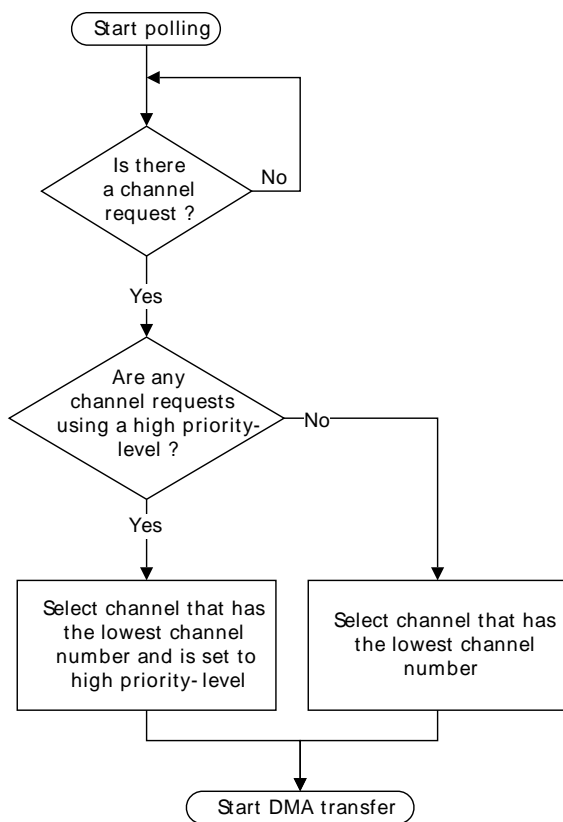 Start polling
Is there
a channel
request ?
No
Yes
Are any
channel requests
using a high priority-
level ?
No
Yes
Select channel that has
the lowest channel
number and is set to
high priority- level
Select channel that has
the lowest channel
number
Start DMA transfer